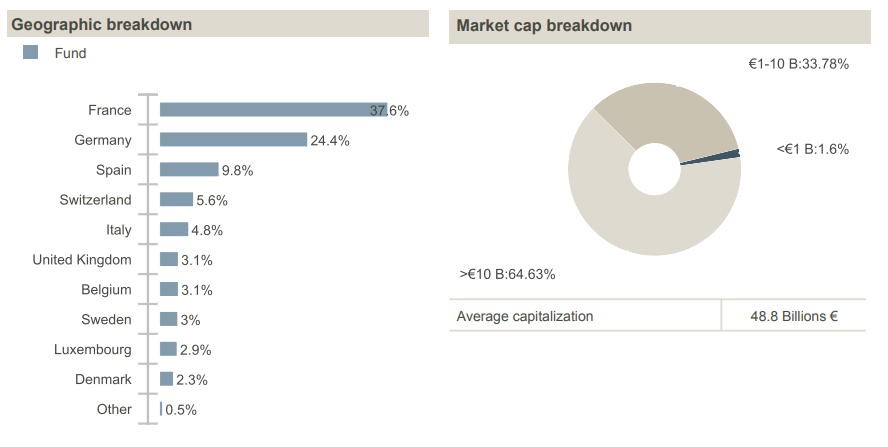 Geographic breakdown
Fund
France 37.6%
Germany 24.4%
Spain 9.8%
Switzerland 5.6%
Italy 4.8%
United Kingdom 3.1%
Belgium 3.1%
Sweden 3%
Luxembourg 2.9%
Denmark 2.3%
Other 0.5%
Market cap breakdown
€1-10 B:33.78%
<€1 B:1.6%
>€10 B:64.63%
Average capitalization 48.8 Billions €